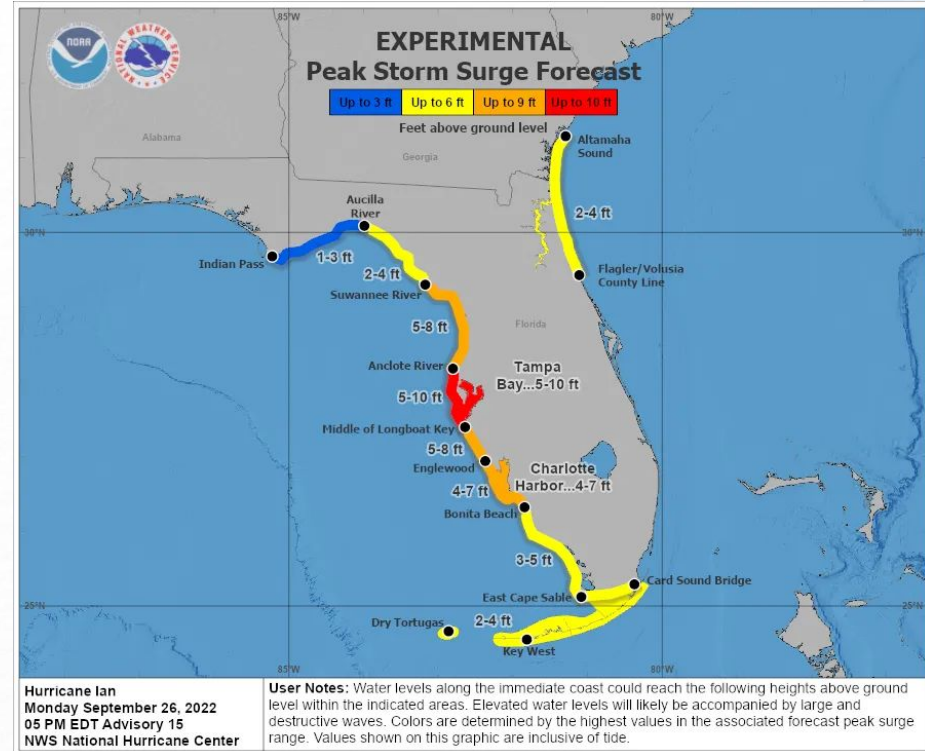 85°W
80°W
NOAA
NATIONAL WEATHER SERVICE
EXPERIMENTAL
Peak Storm Surge Forecast
Up to 3 ft
Up to 6 ft
Up to 9 ft
Up to 10 ft
Feet above ground level
Alabama
Georgia
Altamaha
Sound
Aucilla
River
2-4 ft
30°N
30°N
Indian Pass
1-3 ft
2-4 ft
Suwannee River
Flagler/Volusia
County Line
5-8 ft
Florida
Anclote River
Tampa
Bay...5-10 ft
5-10 ft
Middle of Longboat Key
5-8 ft
Englewood
Charlotte
Harbor...4-7 ft
4-7 ft
Bonita Beach
3-5 ft
Card Sound Bridge
East Cape Sable
25°N
25°N
2-4 ft
Dry Tortugas
Key West
85°W
80°W
Hurricane Ian
Monday September 26, 2022
05 PM EDT Advisory 15
NWS National Hurricane Center
User Notes: Water levels along the immediate coast could reach the following heights above ground
level within the indicated areas. Elevated water levels will likely be accompanied by large and
destructive waves. Colors are determined by the highest values in the associated forecast peak surge
range. Values shown on this graphic are inclusive of tide.